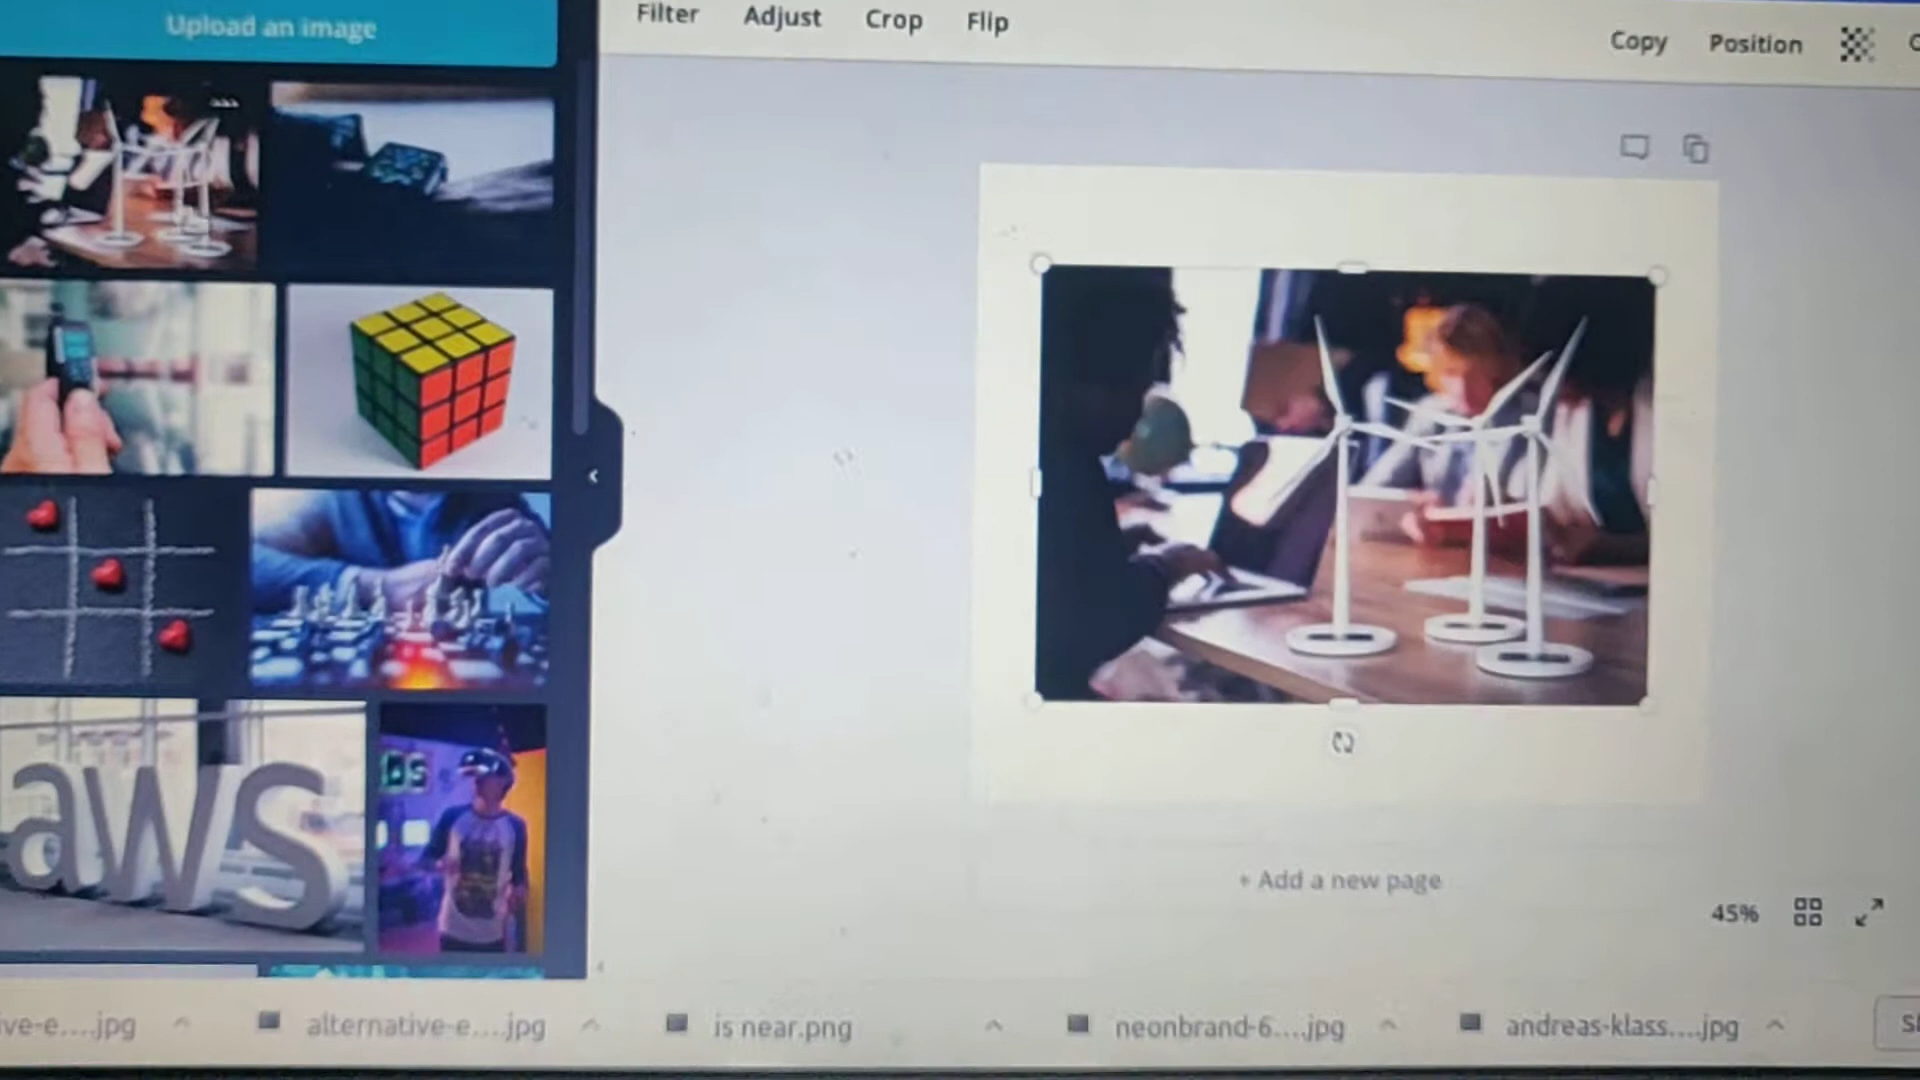 Upload an image
Filter Adjust Crop Flip
Copy Position
aws
+ Add a new page
45%
ive-e....jpg
alternative-e....jpg
is near.png
neonbrand-6....jpg
andreas-klass....jpg